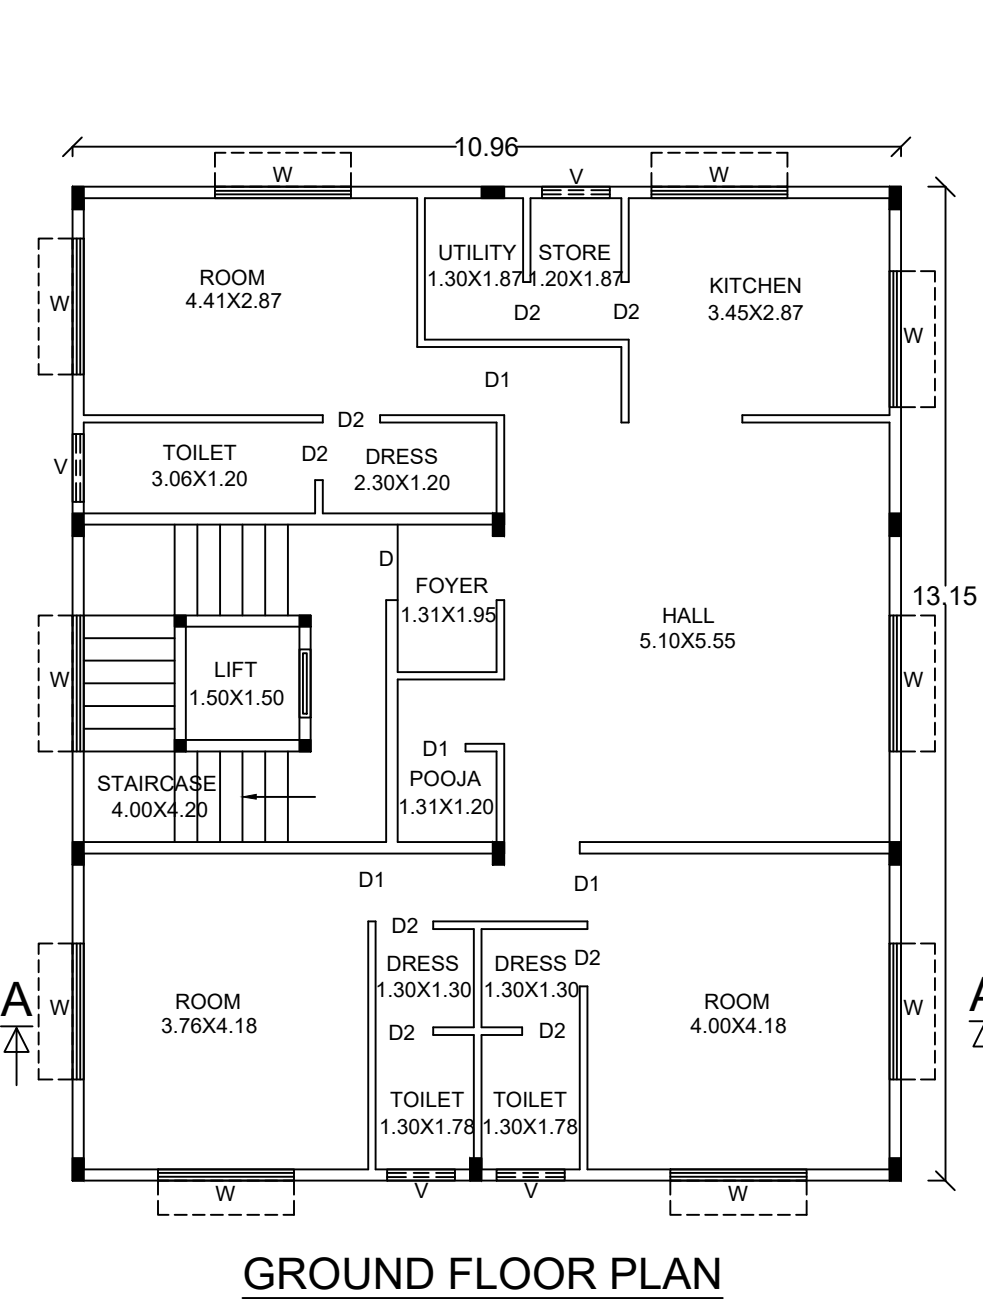 10.96
W
V
W
UTILITY
STORE
1.30X1.87
1.20X1.87
ROOM
4.41X2.87
KITCHEN
3.45X2.87
W
D2
D2
W
D1
D2
TOILET
3.06X1.20
D2
DRESS
2.30X1.20
V
D
FOYER
1.31X1.95
13.15
HALL
5.10X5.55
LIFT
1.50X1.50
W
W
D1
POOJA
1.31X1.20
STAIRCASE
4.00X4.20
D1
D1
D2
DRESS
1.30X1.30
DRESS
1.30X1.30
D2
A
W
ROOM
3.76X4.18
D2
D2
ROOM
4.00X4.18
W
A
TOILET
1.30X1.78
TOILET
1.30X1.78
W
V
V
W
GROUND FLOOR PLAN